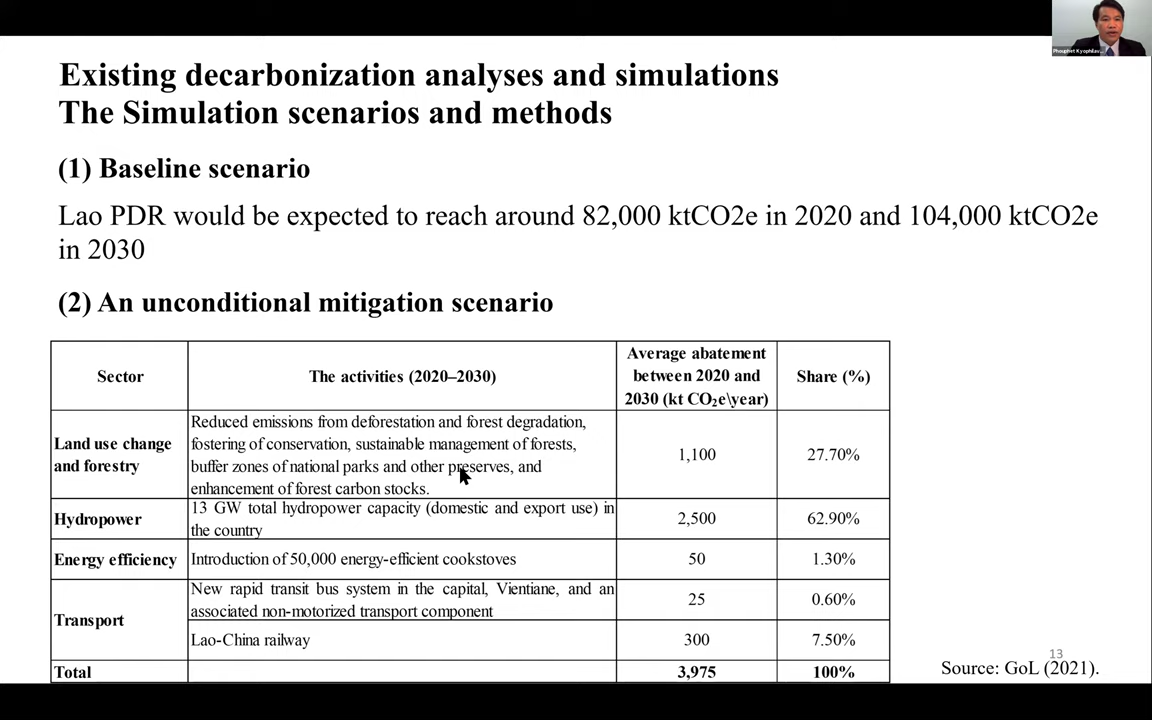 Existing decarbonization analyses and simulations
The Simulation scenarios and methods
(1) Baseline scenario
Lao PDR would be expected to reach around 82,000 ktCO2e in 2020 and 104,000 ktCO2e
in 2030
(2) An unconditional mitigation scenario
Sector
The activities (2020–2030)
Average abatement
between 2020 and
2030 (kt CO₂e\year)
Share (%)
Land use change
and forestry
Reduced emissions from deforestation and forest degradation,
fostering of conservation, sustainable management of forests,
buffer zones of national parks and other preserves, and
enhancement of forest carbon stocks.
1,100
27.70%
Hydropower
13 GW total hydropower capacity (domestic and export use) in
the country
2,500
62.90%
Energy efficiency
Introduction of 50,000 energy-efficient cookstoves
50
1.30%
Transport
New rapid transit bus system in the capital, Vientiane, and an
associated non-motorized transport component
25
0.60%
Lao-China railway
300
7.50%
Total
3,975
100%
13
Source: GoL (2021).